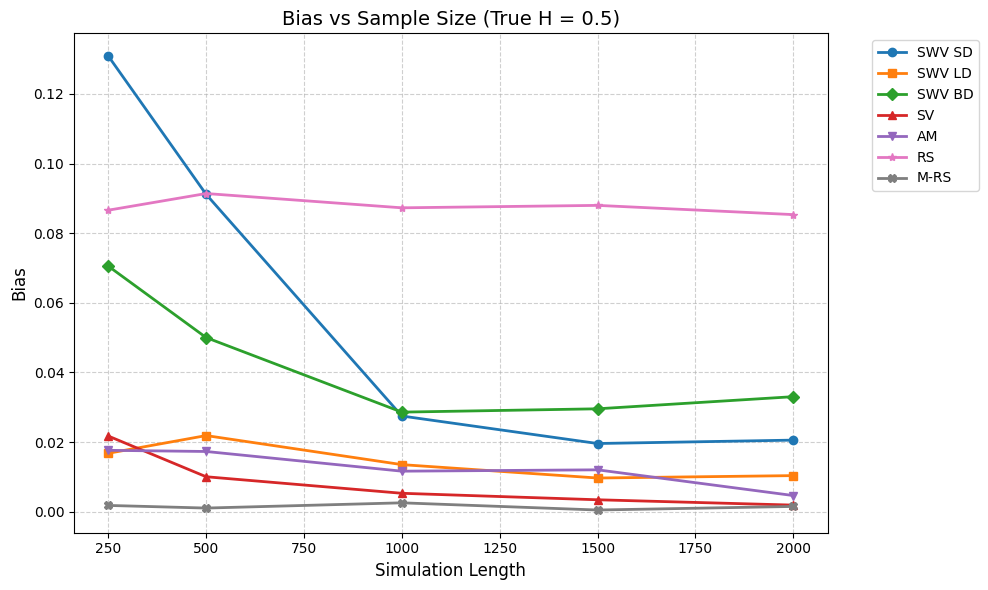 Bias vs Sample Size (True H = 0.5)
SWV SD
SWV LD
SWV BD
SV
AM
RS
M-RS
Bias
0.12
0.10
0.08
0.06
0.04
0.02
0.00
250 500 750 1000 1250 1500 1750 2000
Simulation Length